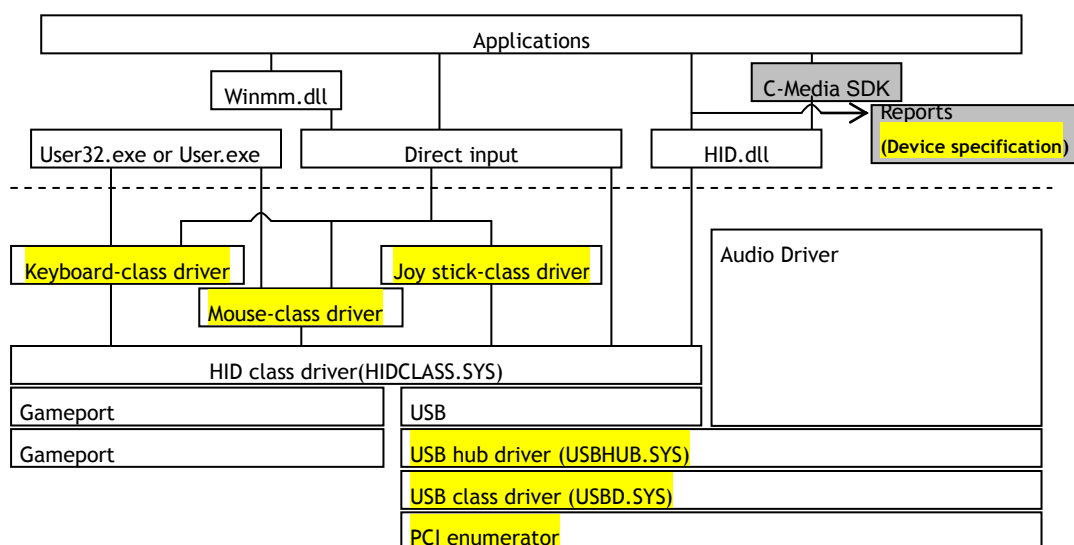 Applications
Winmm.dll
C-Media SDK
Reports
(Device specification)
User32.exe or User.exe
Direct input
HID.dll
Keyboard-class driver
Joy stick-class driver
Audio Driver
Mouse-class driver
HID class driver(HIDCLASS.SYS)
Gameport
USB
Gameport
USB hub driver (USBHUB.SYS)
USB class driver (USBD.SYS)
PCI enumerator